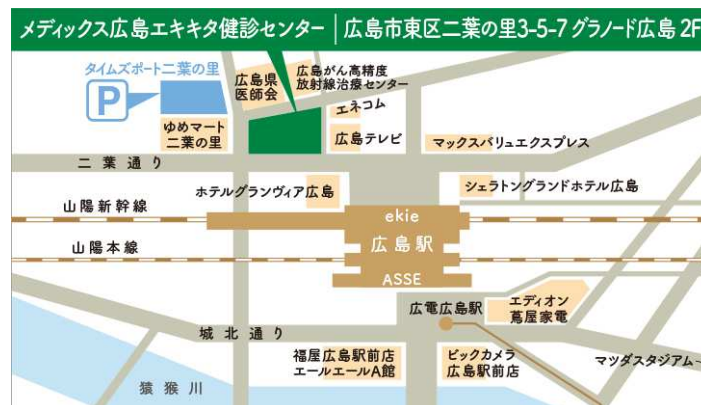 メディックス広島エキキタ健診センター | 広島市東区二葉の里3-5-7 グラノード広島 2F
タイムズポート二葉の里
P
広島県
医師会
広島がん高精度
放射線治療センター
エネコム
ゆめマート
二葉の里
広島テレビ
マックスバリュエクスプレス
二葉通り
ホテルグランヴィア広島
シェラトングランドホテル広島
山陽新幹線
ekie
山陽本線
広島駅
ASSE
広電広島駅
エディオン
蔦屋家電
城北通り
福屋広島駅前店
エールエールA館
ビックカメラ
広島駅前店
マツダスタジアム→
猿猴川